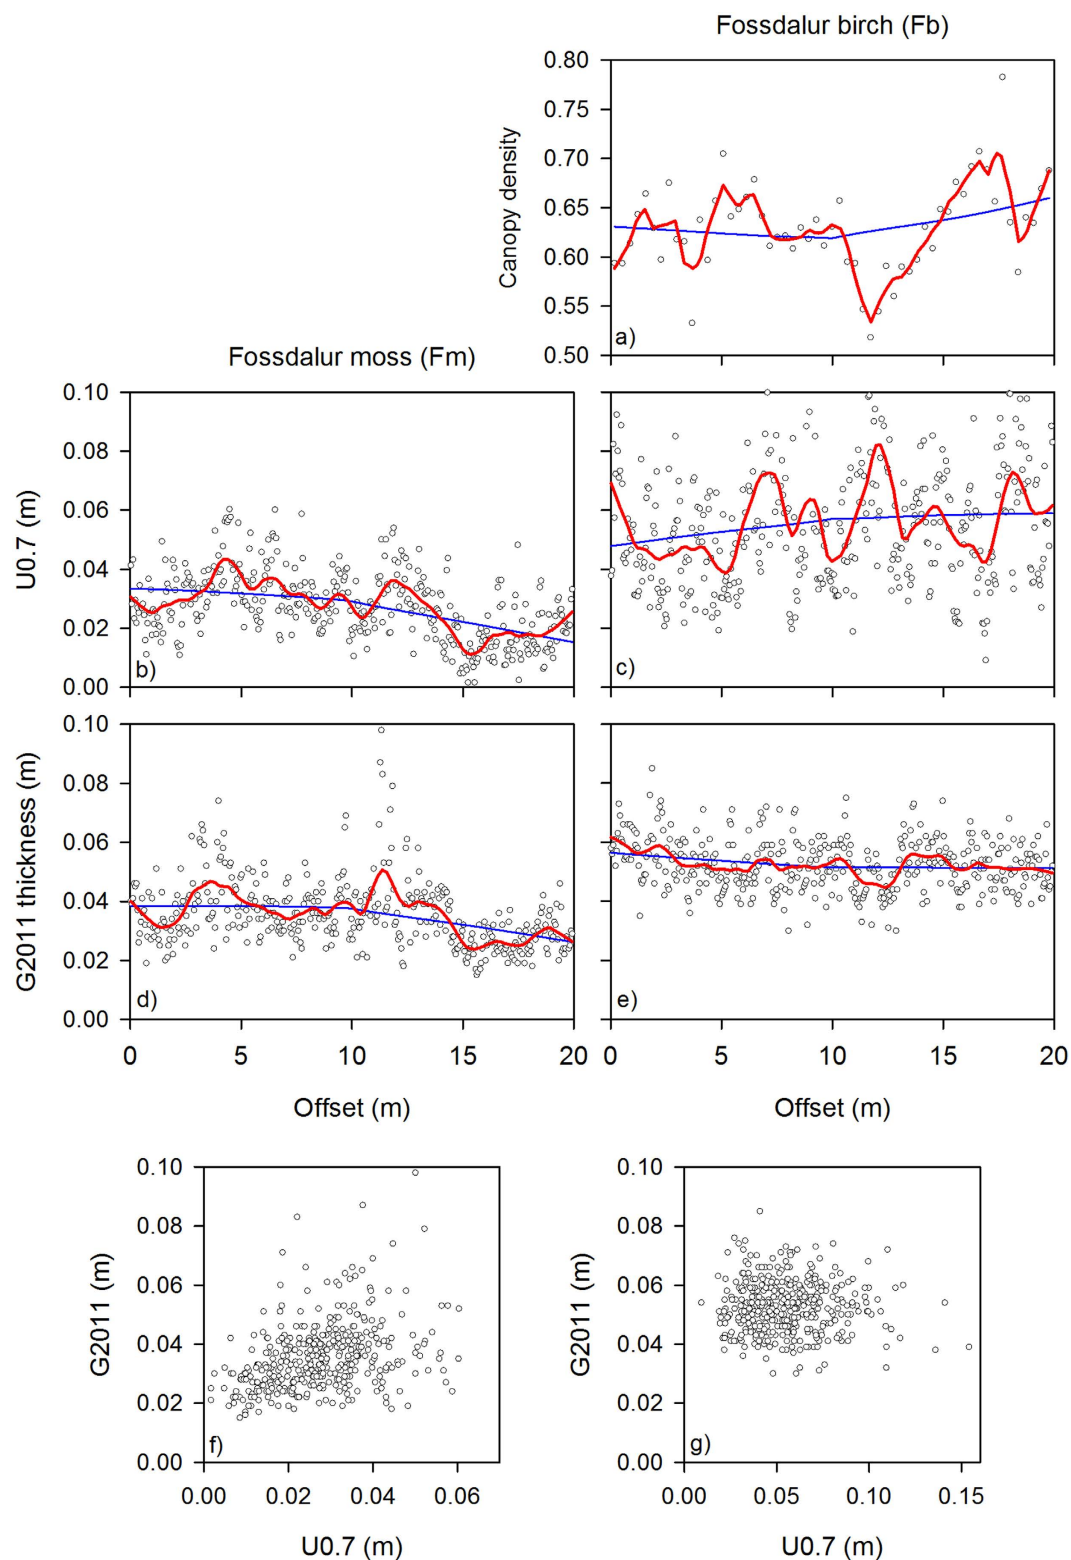 Fossdalur birch (Fb)
0.80
0.75
0.70
0.65
0.60
0.55
0.50
Canopy density
a)
Fossdalur moss (Fm)
0.10
0.08
0.06
0.04
0.02
0.00
U0.7 (m)
b)
c)
0.10
0.08
0.06
0.04
0.02
0.00
G2011 thickness (m)
d)
e)
0 5 10 15 20
0 5 10 15 20
Offset (m)
Offset (m)
0.10
0.08
0.06
0.04
0.02
0.00
G2011 (m)
f)
0.00 0.02 0.04 0.06
U0.7 (m)
0.10
0.08
0.06
0.04
0.02
0.00
G2011 (m)
g)
0.00 0.05 0.10 0.15
U0.7 (m)